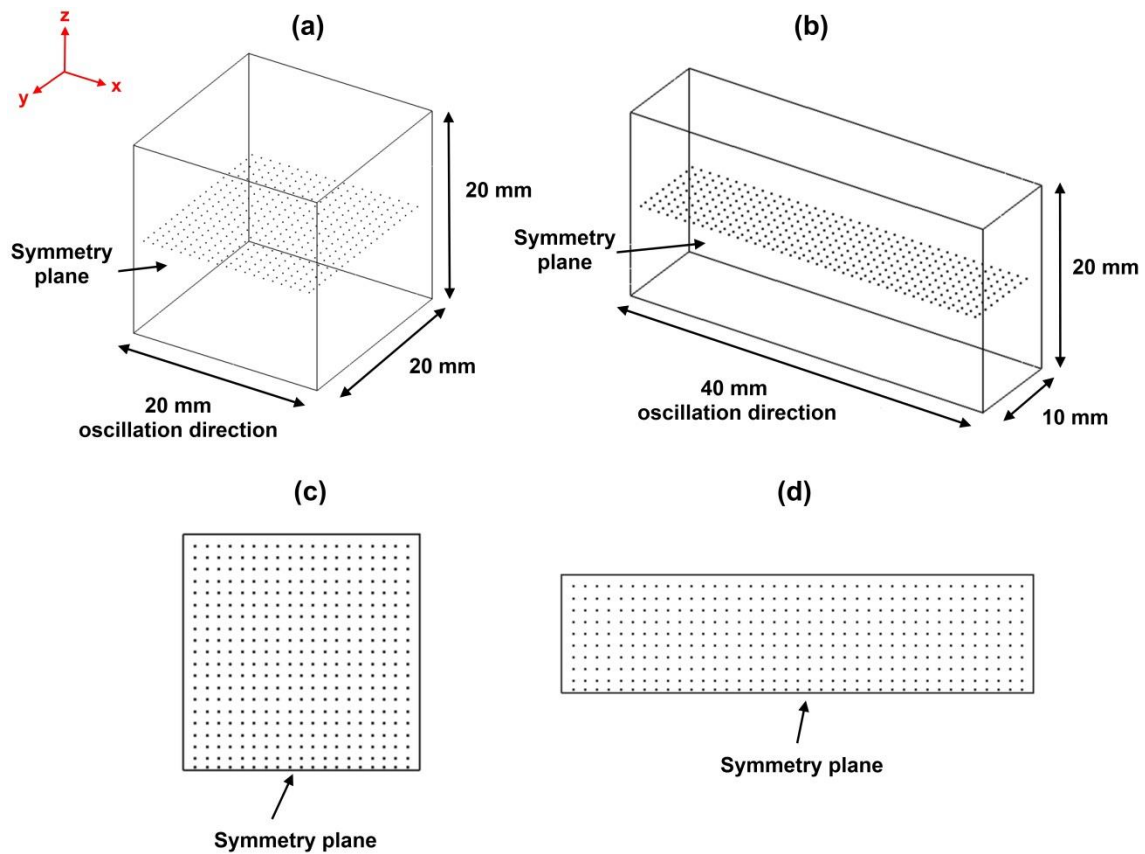 (a)
(b)
z
y
x
20 mm
Symmetry
plane
20 mm
20 mm
oscillation direction
Symmetry
plane
20 mm
40 mm
oscillation direction
10 mm
(c)
(d)
Symmetry plane
Symmetry plane